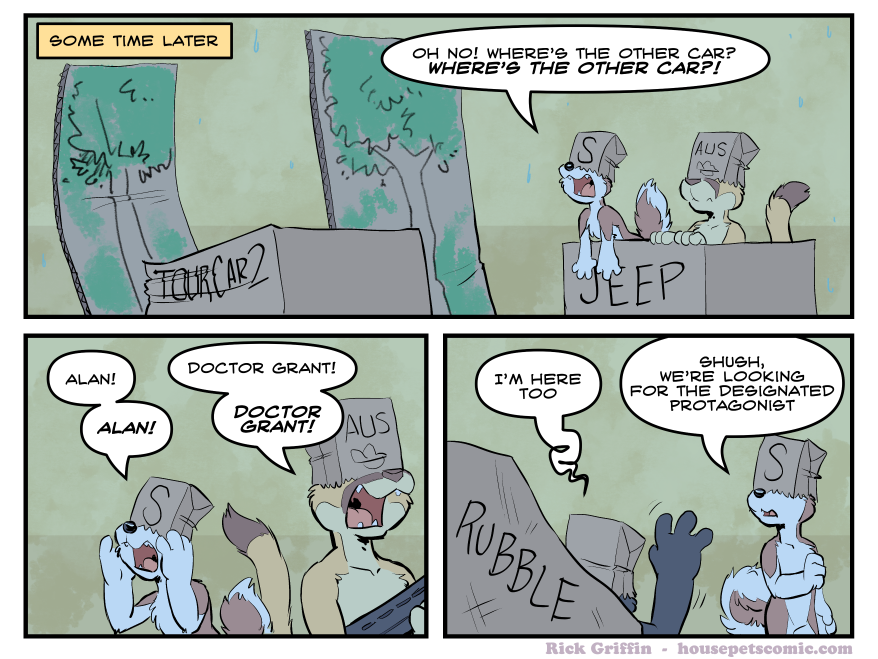 SOME TIME LATER
OH NO! WHERE'S THE OTHER CAR?
WHERE'S THE OTHER CAR?!
S
AUS
TOUR CAR 2
JEEP
ALAN!
ALAN!
DOCTOR GRANT!
DOCTOR
GRANT!
S
AUS
I'M HERE
TOO
SHUSH,
WE'RE LOOKING
FOR THE DESIGNATED
PROTAGONIST
S
RUBBLE
Rick Griffin - housepetscomic.com